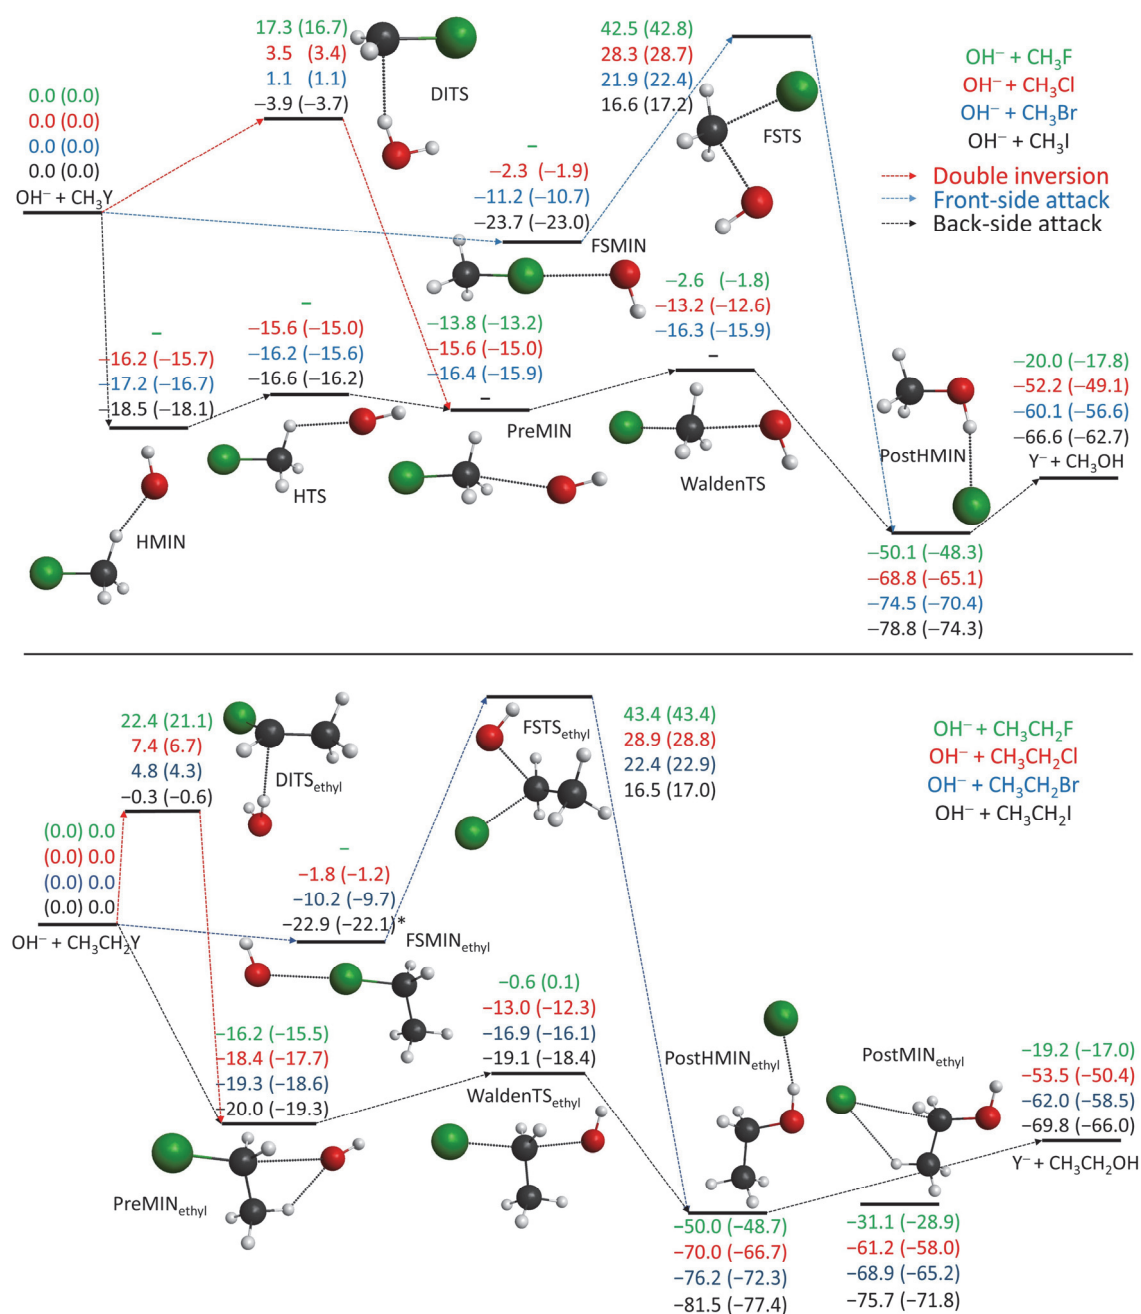 17.3 (16.7)
3.5 (3.4)
1.1 (1.1)
−3.9 (−3.7)
DITS
42.5 (42.8)
28.3 (28.7)
21.9 (22.4)
16.6 (17.2)
FSTS
OH⁻ + CH₃F
OH⁻ + CH₃Cl
OH⁻ + CH₃Br
OH⁻ + CH₃I
Double inversion
Front-side attack
Back-side attack
0.0 (0.0)
0.0 (0.0)
0.0 (0.0)
0.0 (0.0)
OH⁻ + CH₃Y
–
−2.3 (−1.9)
−11.2 (−10.7)
−23.7 (−23.0)
FSMIN
–
−16.2 (−15.7)
−17.2 (−16.7)
−18.5 (−18.1)
HMIN
–
−15.6 (−15.0)
−16.2 (−15.6)
−16.6 (−16.2)
HTS
−13.8 (−13.2)
−15.6 (−15.0)
−16.4 (−15.9)
–
PreMIN
−2.6 (−1.8)
−13.2 (−12.6)
−16.3 (−15.9)
–
WaldenTS
PostHMIN
−50.1 (−48.3)
−68.8 (−65.1)
−74.5 (−70.4)
−78.8 (−74.3)
−20.0 (−17.8)
−52.2 (−49.1)
−60.1 (−56.6)
−66.6 (−62.7)
Y⁻ + CH₃OH
22.4 (21.1)
7.4 (6.7)
4.8 (4.3)
−0.3 (−0.6)
DITSethyl
FSTSethyl
43.4 (43.4)
28.9 (28.8)
22.4 (22.9)
16.5 (17.0)
OH⁻ + CH₃CH₂F
OH⁻ + CH₃CH₂Cl
OH⁻ + CH₃CH₂Br
OH⁻ + CH₃CH₂I
(0.0) 0.0
(0.0) 0.0
(0.0) 0.0
(0.0) 0.0
OH⁻ + CH₃CH₂Y
–
−1.8 (−1.2)
−10.2 (−9.7)
−22.9 (−22.1)*
FSMINethyl
−16.2 (−15.5)
−18.4 (−17.7)
−19.3 (−18.6)
−20.0 (−19.3)
PreMINethyl
−0.6 (0.1)
−13.0 (−12.3)
−16.9 (−16.1)
−19.1 (−18.4)
WaldenTSethyl
PostHMINethyl
−50.0 (−48.7)
−70.0 (−66.7)
−76.2 (−72.3)
−81.5 (−77.4)
PostMINethyl
−31.1 (−28.9)
−61.2 (−58.0)
−68.9 (−65.2)
−75.7 (−71.8)
−19.2 (−17.0)
−53.5 (−50.4)
−62.0 (−58.5)
−69.8 (−66.0)
Y⁻ + CH₃CH₂OH